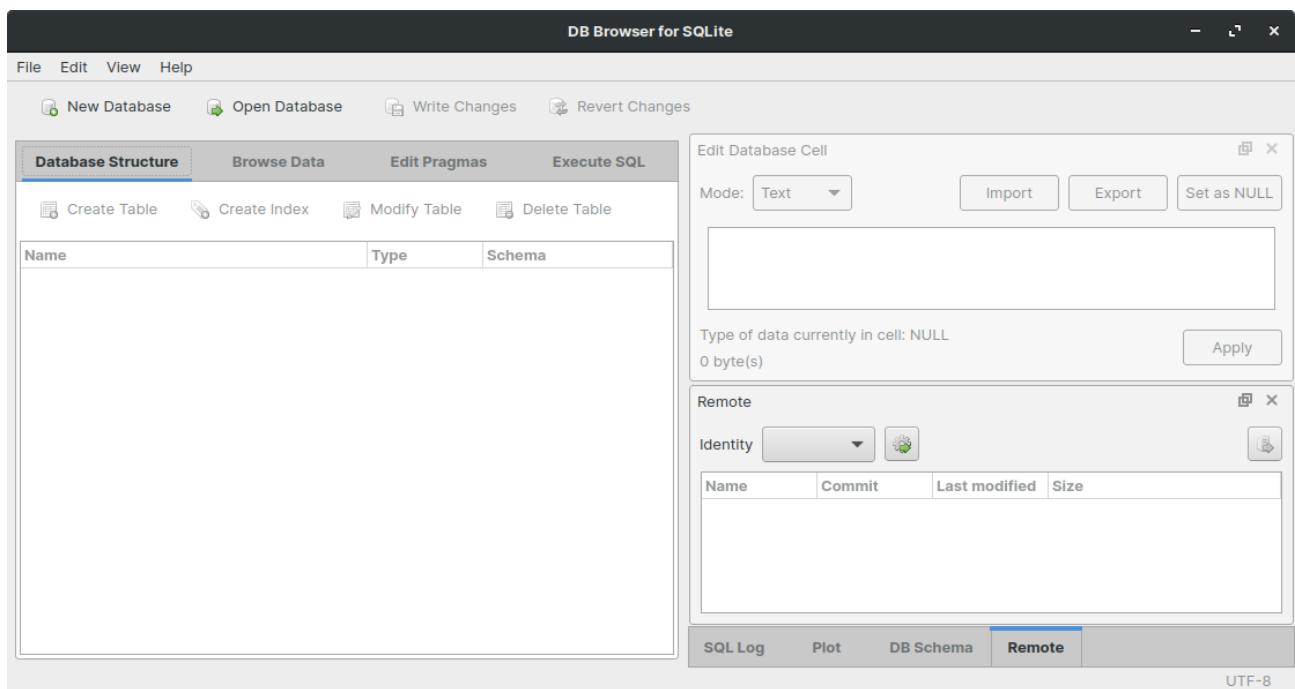 DB Browser for SQLite
File Edit View Help
New Database Open Database Write Changes Revert Changes
Database Structure Browse Data Edit Pragmas Execute SQL
Create Table Create Index Modify Table Delete Table
Name Type Schema
Edit Database Cell
Mode: Text Import Export Set as NULL
Type of data currently in cell: NULL
0 byte(s)
Apply
Remote
Identity
Name Commit Last modified Size
SQL Log Plot DB Schema Remote
UTF-8